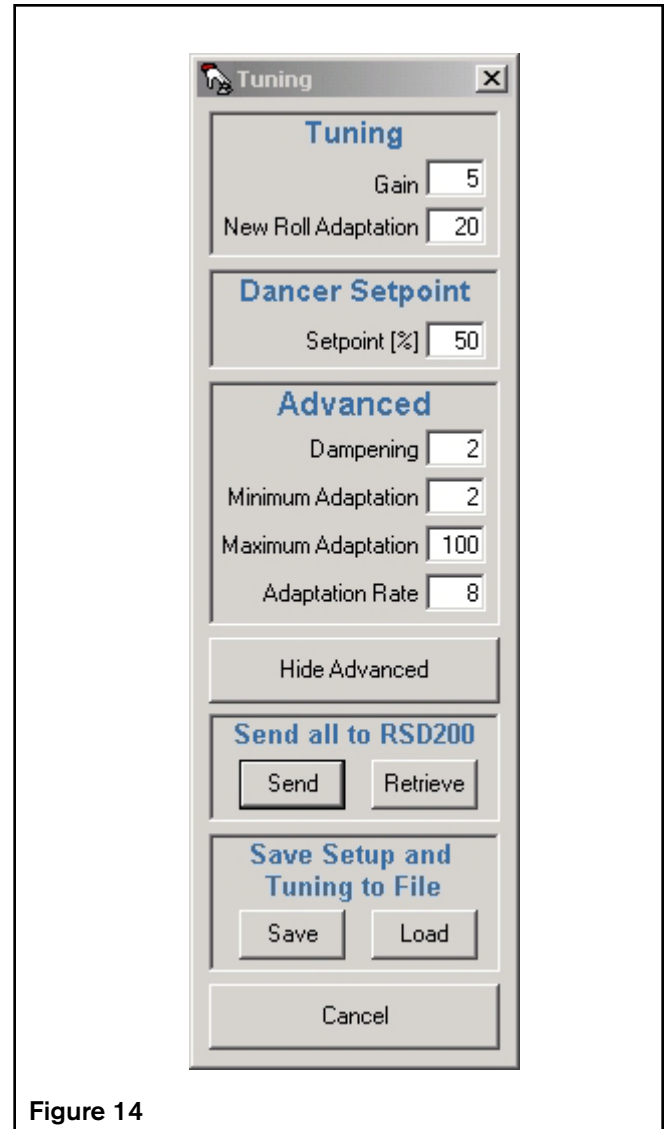 Tuning
Tuning
Gain 5
New Roll Adaptation 20
Dancer Setpoint
Setpoint [%] 50
Advanced
Dampening 2
Minimum Adaptation 2
Maximum Adaptation 100
Adaptation Rate 8
Hide Advanced
Send all to RSD200
Send Retrieve
Save Setup and
Tuning to File
Save Load
Cancel
Figure 14